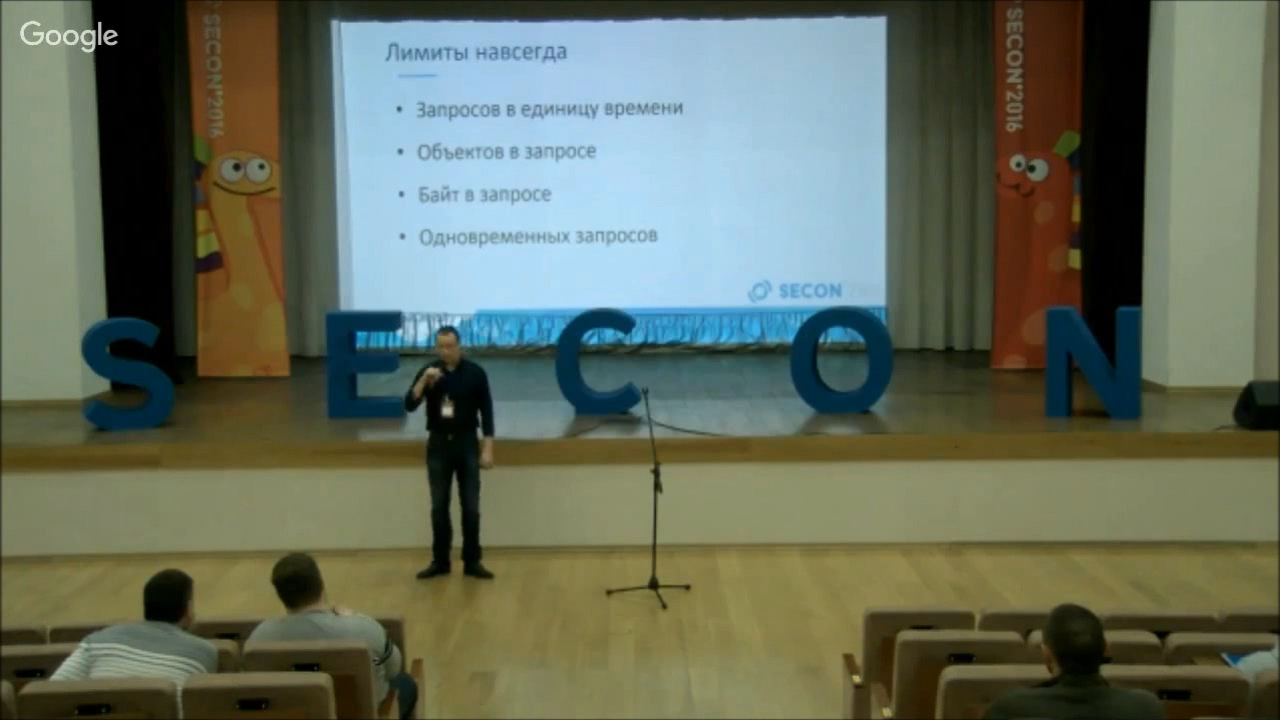 Google
SECON'2016
SECON'2016
Лимиты навсегда
• Запросов в единицу времени
• Объектов в запросе
• Байт в запросе
• Одновременных запросов
SECON
SECON